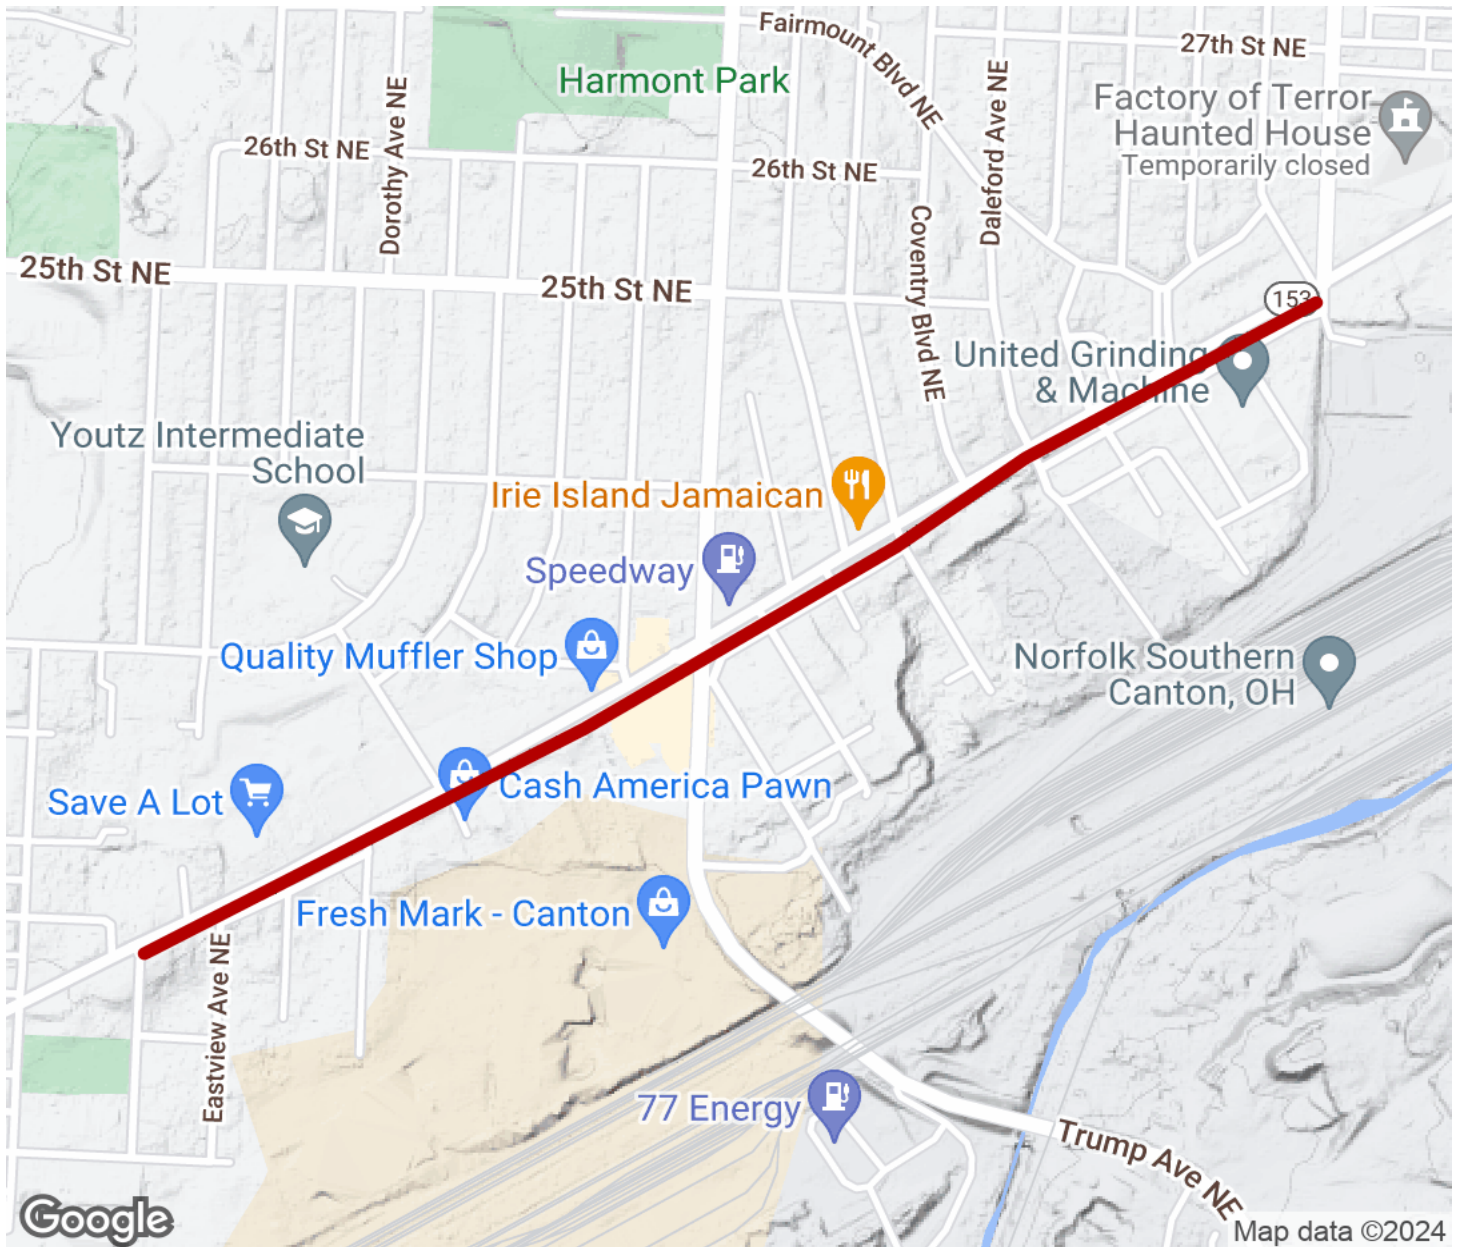 Fairmount Blvd NE
27th St NE
Harmont Park
Dorothy Ave NE
Daleford Ave NE
Factory of Terror
Haunted House
Temporarily closed
26th St NE
26th St NE
Coventry Blvd NE
25th St NE
25th St NE
153
United Grinding
& Machine
Youtz Intermediate
School
Irie Island Jamaican
Speedway
Quality Muffler Shop
Norfolk Southern
Canton, OH
Save A Lot
Cash America Pawn
Fresh Mark - Canton
Eastview Ave NE
77 Energy
Trump Ave NE
Google
Map data ©2024